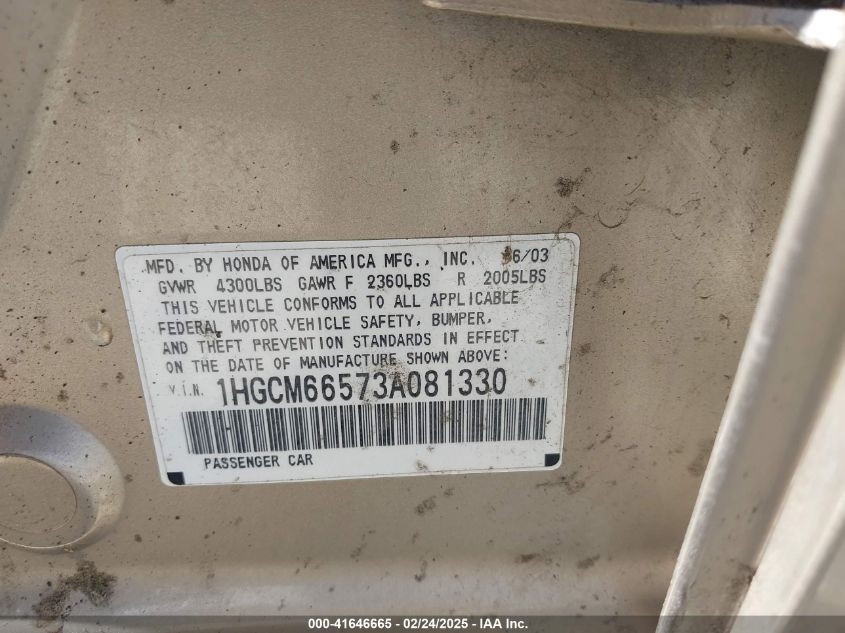 MFD. BY HONDA OF AMERICA MFG., INC. 6/03
GVWR 4300LBS GAWR F 2360LBS R 2005LBS
THIS VEHICLE CONFORMS TO ALL APPLICABLE
FEDERAL MOTOR VEHICLE SAFETY, BUMPER,
AND THEFT PREVENTION STANDARDS IN EFFECT
ON THE DATE OF MANUFACTURE SHOWN ABOVE:
V.I.N. 1HGCM66573A081330
PASSENGER CAR
000-41646665 - 02/24/2025 - IAA Inc.